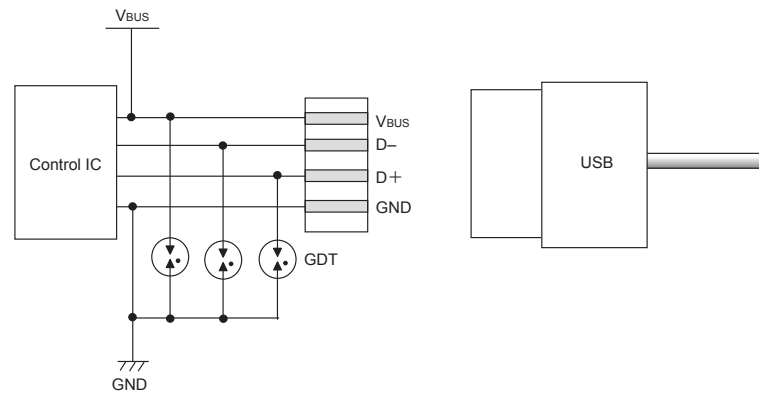 VBUS
Control IC
VBUS
D−
D+
GND
GDT
GND
USB